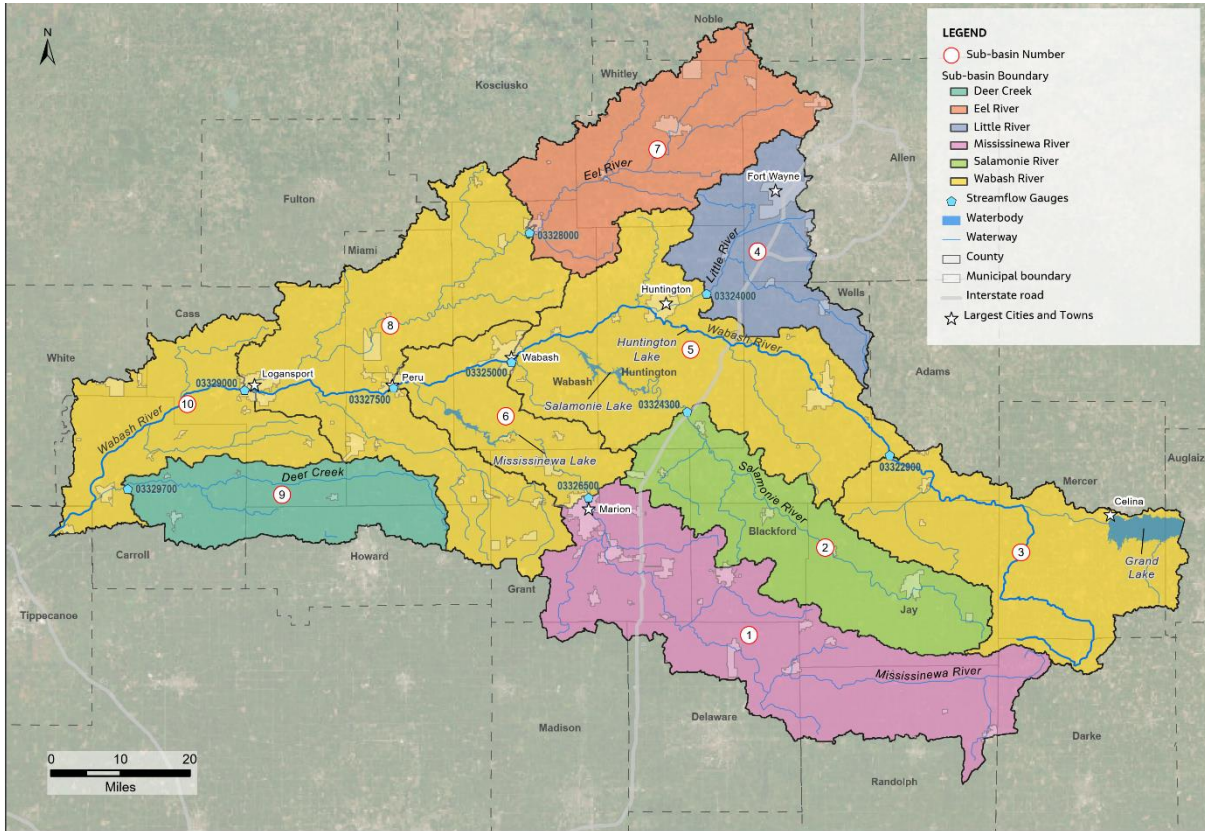 N
LEGEND
Sub-basin Number
Sub-basin Boundary
Deer Creek
Eel River
Little River
Mississinewa River
Salamonie River
Wabash River
Streamflow Gauges
Waterbody
Waterway
County
Municipal boundary
Interstate road
Largest Cities and Towns
Noble
Whitley
Kosciusko
Allen
7
Eel River
Fort Wayne
Fulton
03328000
Miami
4
Little River
Huntington
03324000
Wells
Cass
8
Wabash River
Huntington
Lake
5
White
Wabash
03325000
Wabash
Huntington
Adams
Logansport
03329000
Peru
03327500
Salamonie Lake
10
Wabash River
6
03324300
Mississinewa Lake
03322900
Auglaiz
Deer Creek
03329700
9
03326500
Marion
Salamonie River
Mercer
Celina
Blackford
2
3
Grand
Lake
Carroll
Howard
Grant
Jay
Tippecanoe
1
Mississinewa River
Madison
Delaware
Darke
Randolph
0
10
20
Miles